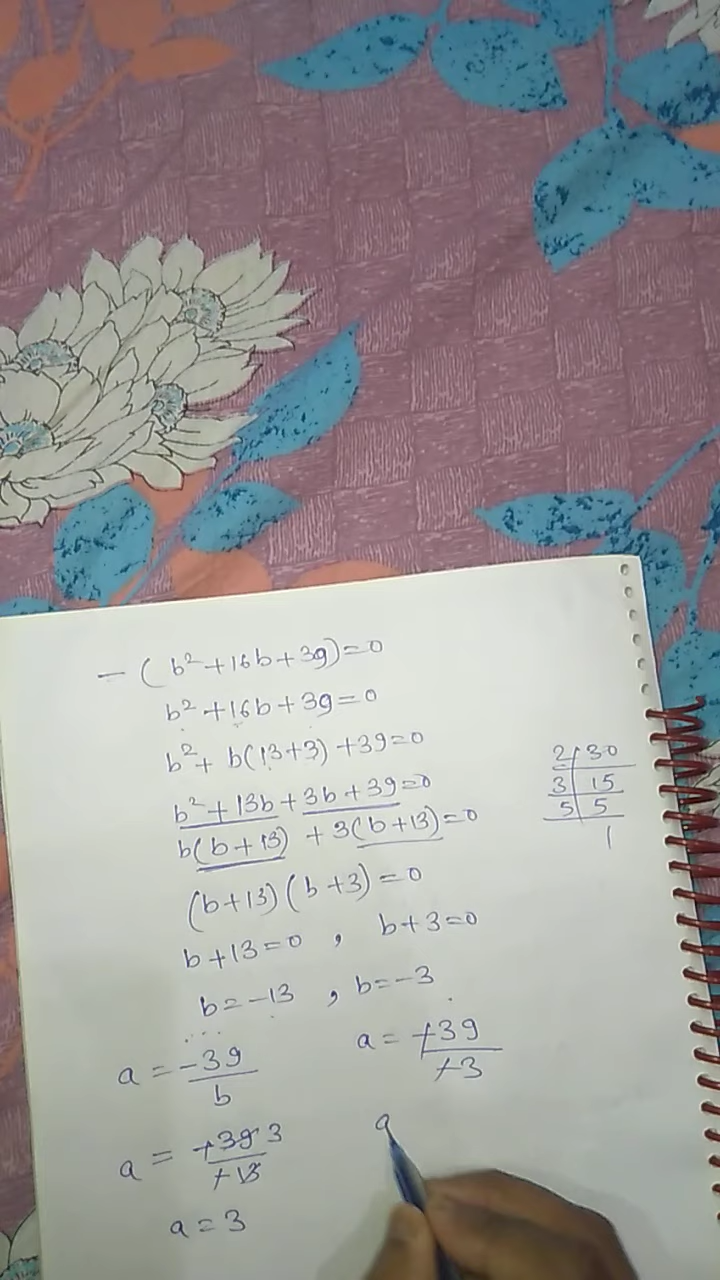 — (b² + 16b + 39) = 0
b² + 16b + 39 = 0
b² + b(13+3) + 39 = 0
b² + 13b + 3b + 39 = 0
b(b + 13) + 3(b + 13) = 0
(b + 13) (b + 3) = 0
b + 13 = 0 , b + 3 = 0
b = -13 , b = -3
a = -39/b
a = -39/-3
a = -39 3/-13
a
a = 3
2 | 30
3 | 15
5 | 5
1